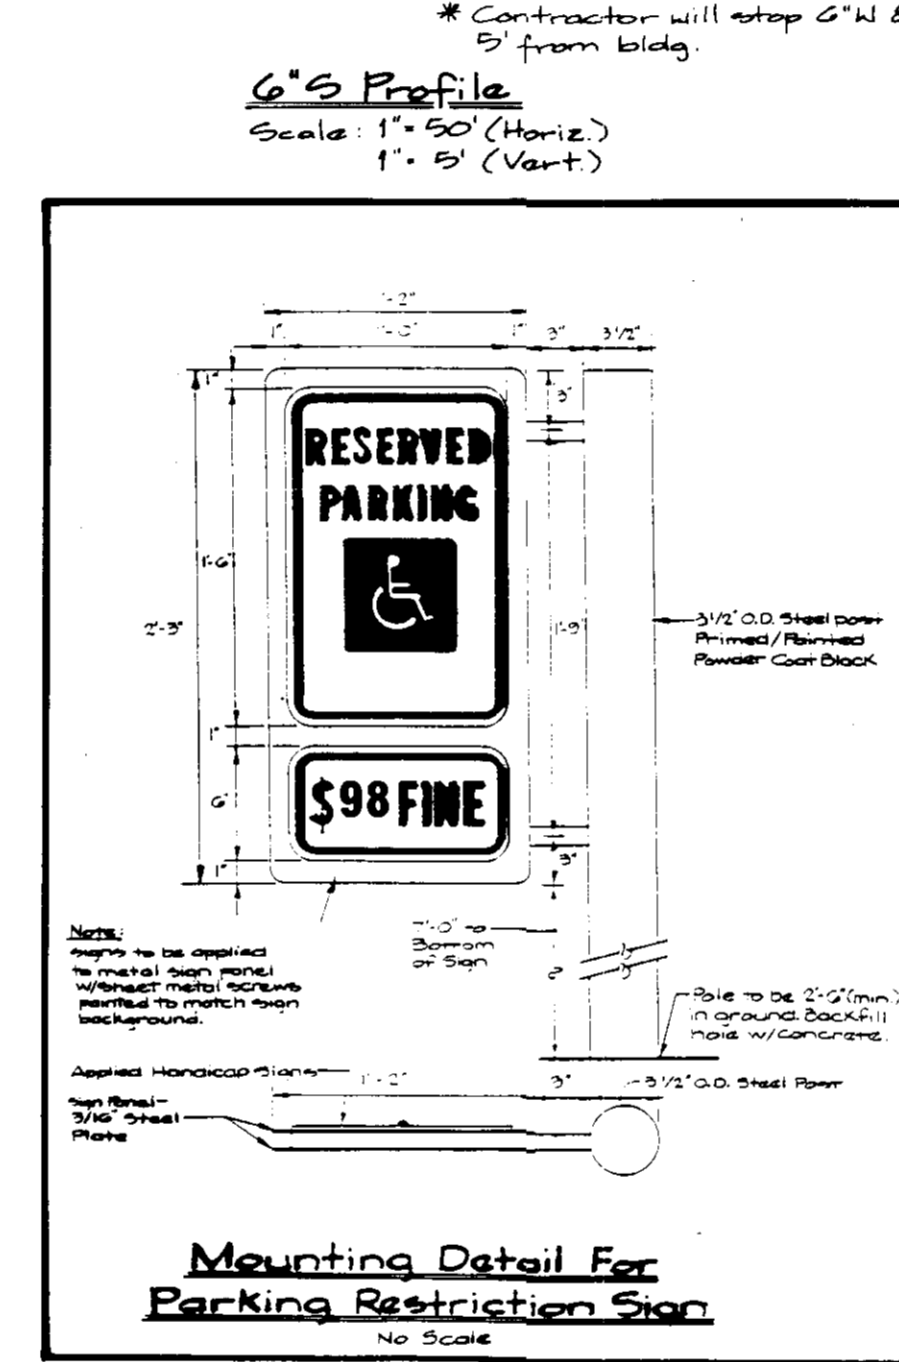 * Contractor will stop 6"W &
5' from bldg.
6"S Profile
Scale: 1"= 50' (Horiz.)
1"= 5' (Vert.)
1'-2"
1" 1'-0" 1" 3" 3 1/2"
1"
3"
RESERVED
PARKING
1'-6"
2'-3"
1'-9"
3 1/2" O.D. Steel post
Primed/Painted
Powder Coat Black
1"
6"
$98 FINE
1"
3"
Note:
Signs to be applied
to metal sign panel
w/sheet metal screws
painted to match sign
background.
7'-0" to
Bottom
of Sign
Pole to be 2'-6"(min.)
in ground. Backfill
hole w/concrete.
Applied Handicap Signs
1'-2" 3" 3 1/2" O.D. Steel Post
Sign Panel-
3/16" Steel
Plate
Mounting Detail For
Parking Restriction Sign
No Scale